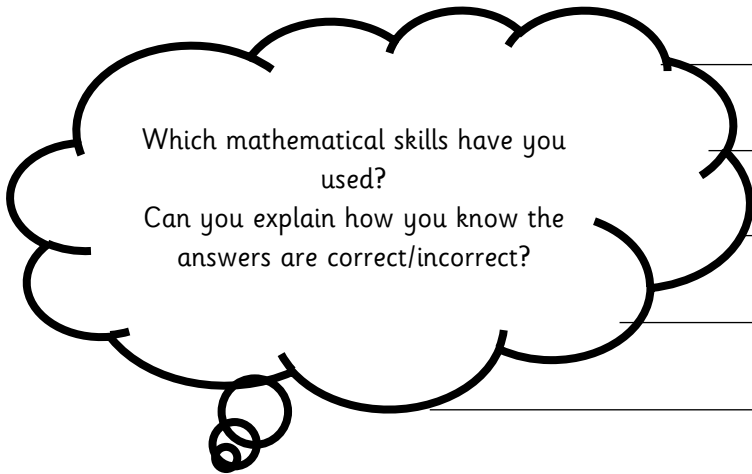 Which mathematical skills have you
used?
Can you explain how you know the
answers are correct/incorrect?